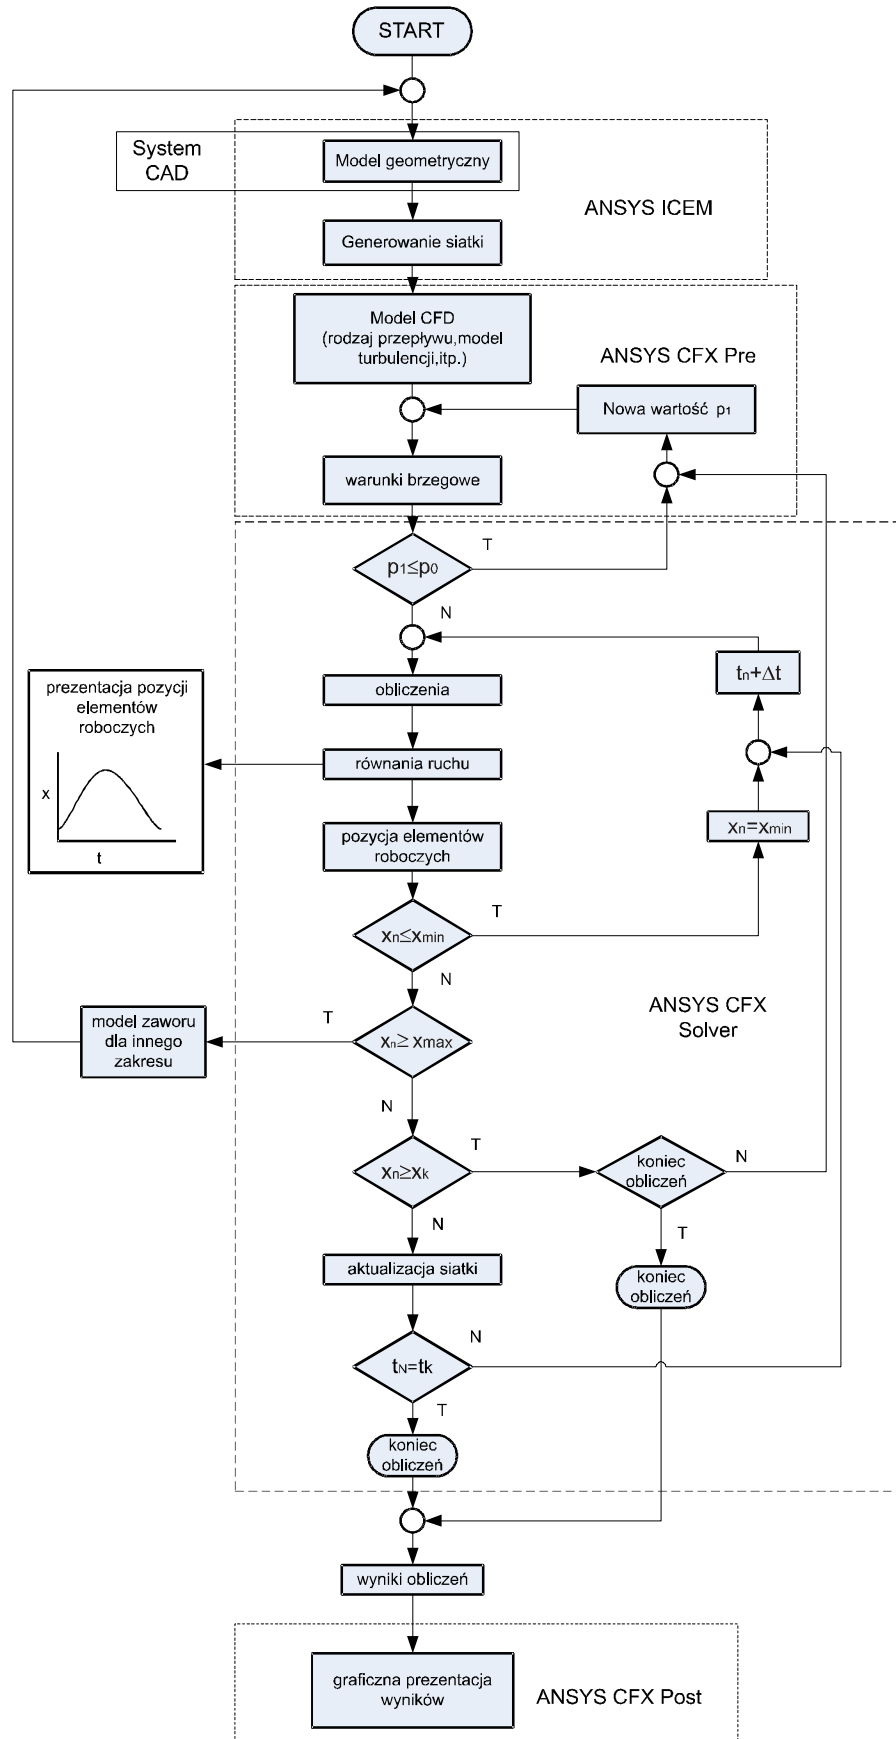 START
System
CAD
Model geometryczny
ANSYS ICEM
Generowanie siatki
Model CFD
(rodzaj przepływu,model
turbulencji,itp.)
ANSYS CFX Pre
Nowa wartość p1
warunki brzegowe
T
p1≤p0
N
tn+Δt
obliczenia
prezentacja pozycji
elementów
roboczych
x
t
równania ruchu
xn=xmin
pozycja elementów
roboczych
T
xn≤xmin
N
ANSYS CFX
Solver
model zaworu
dla innego
zakresu
T
xn≥ xmax
N
T
xn≥xk
koniec
obliczeń
N
N
T
aktualizacja siatki
koniec
obliczeń
N
tN=tk
T
koniec
obliczeń
wyniki obliczeń
graficzna prezentacja
wyników
ANSYS CFX Post